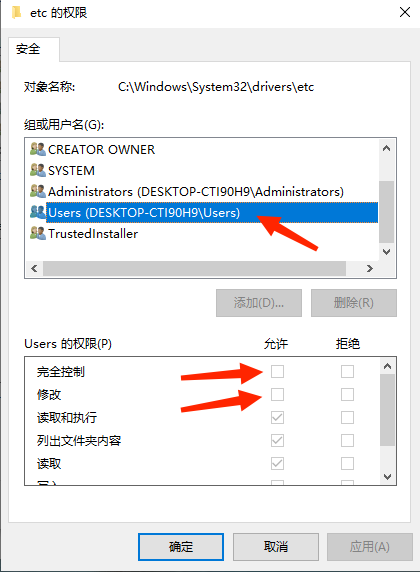 etc 的权限
安全
对象名称: C:\Windows\System32\drivers\etc
组或用户名(G):
CREATOR OWNER
SYSTEM
Administrators (DESKTOP-CTI90H9\Administrators)
Users (DESKTOP-CTI90H9\Users)
TrustedInstaller
添加(D)... 删除(R)
Users 的权限(P) 允许 拒绝
完全控制
修改
读取和执行
列出文件夹内容
读取
确定 取消 应用(A)